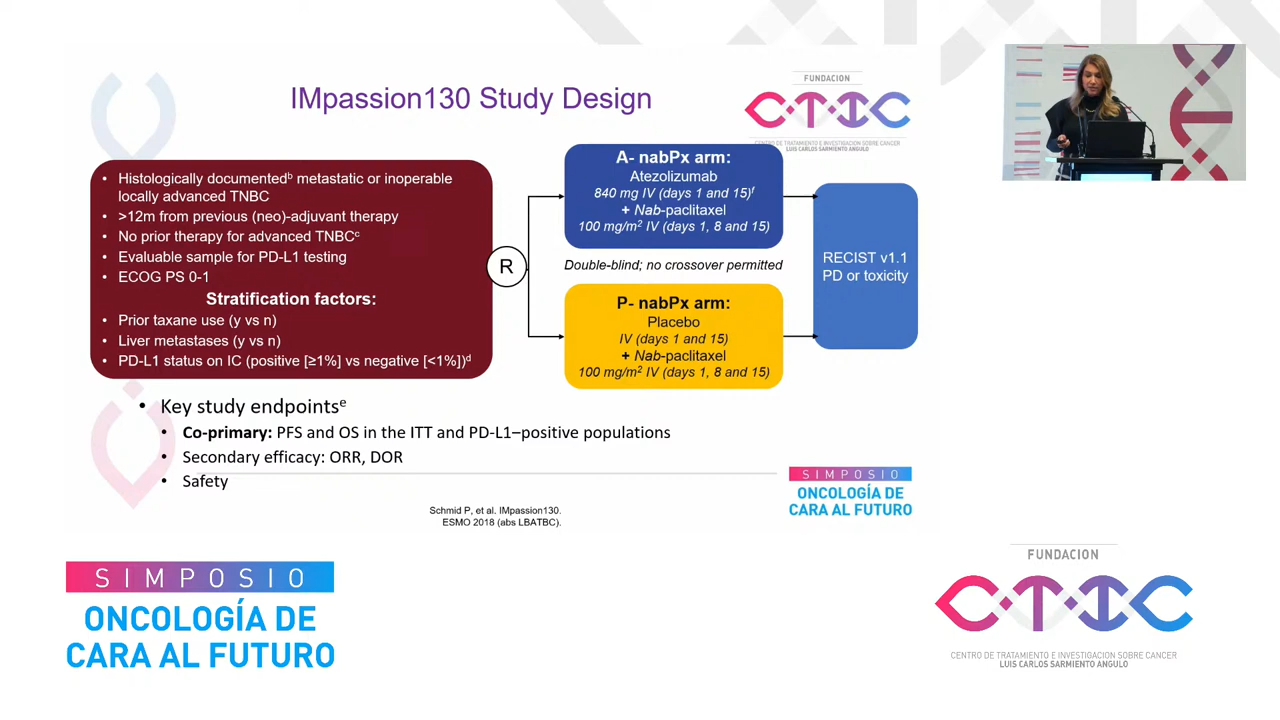 IMpassion130 Study Design
FUNDACION
CTIC
CENTRO DE TRATAMIENTO E INVESTIGACION SOBRE CANCER
LUIS CARLOS SARMIENTO ANGULO
• Histologically documentedᵇ metastatic or inoperable
locally advanced TNBC
• >12m from previous (neo)-adjuvant therapy
• No prior therapy for advanced TNBCᶜ
• Evaluable sample for PD-L1 testing
• ECOG PS 0-1
Stratification factors:
• Prior taxane use (y vs n)
• Liver metastases (y vs n)
• PD-L1 status on IC (positive [≥1%] vs negative [<1%])ᵈ
R
A- nabPx arm:
Atezolizumab
840 mg IV (days 1 and 15)ᶠ
+ Nab-paclitaxel
100 mg/m² IV (days 1, 8 and 15)
Double-blind; no crossover permitted
P- nabPx arm:
Placebo
IV (days 1 and 15)
+ Nab-paclitaxel
100 mg/m² IV (days 1, 8 and 15)
RECIST v1.1
PD or toxicity
• Key study endpointsᵉ
• Co-primary: PFS and OS in the ITT and PD-L1–positive populations
• Secondary efficacy: ORR, DOR
• Safety
Schmid P, et al. IMpassion130.
ESMO 2018 (abs LBATBC).
SIMPOSIO
ONCOLOGÍA DE
CARA AL FUTURO
SIMPOSIO
ONCOLOGÍA DE
CARA AL FUTURO
FUNDACION
CTIC
CENTRO DE TRATAMIENTO E INVESTIGACION SOBRE CANCER
LUIS CARLOS SARMIENTO ANGULO